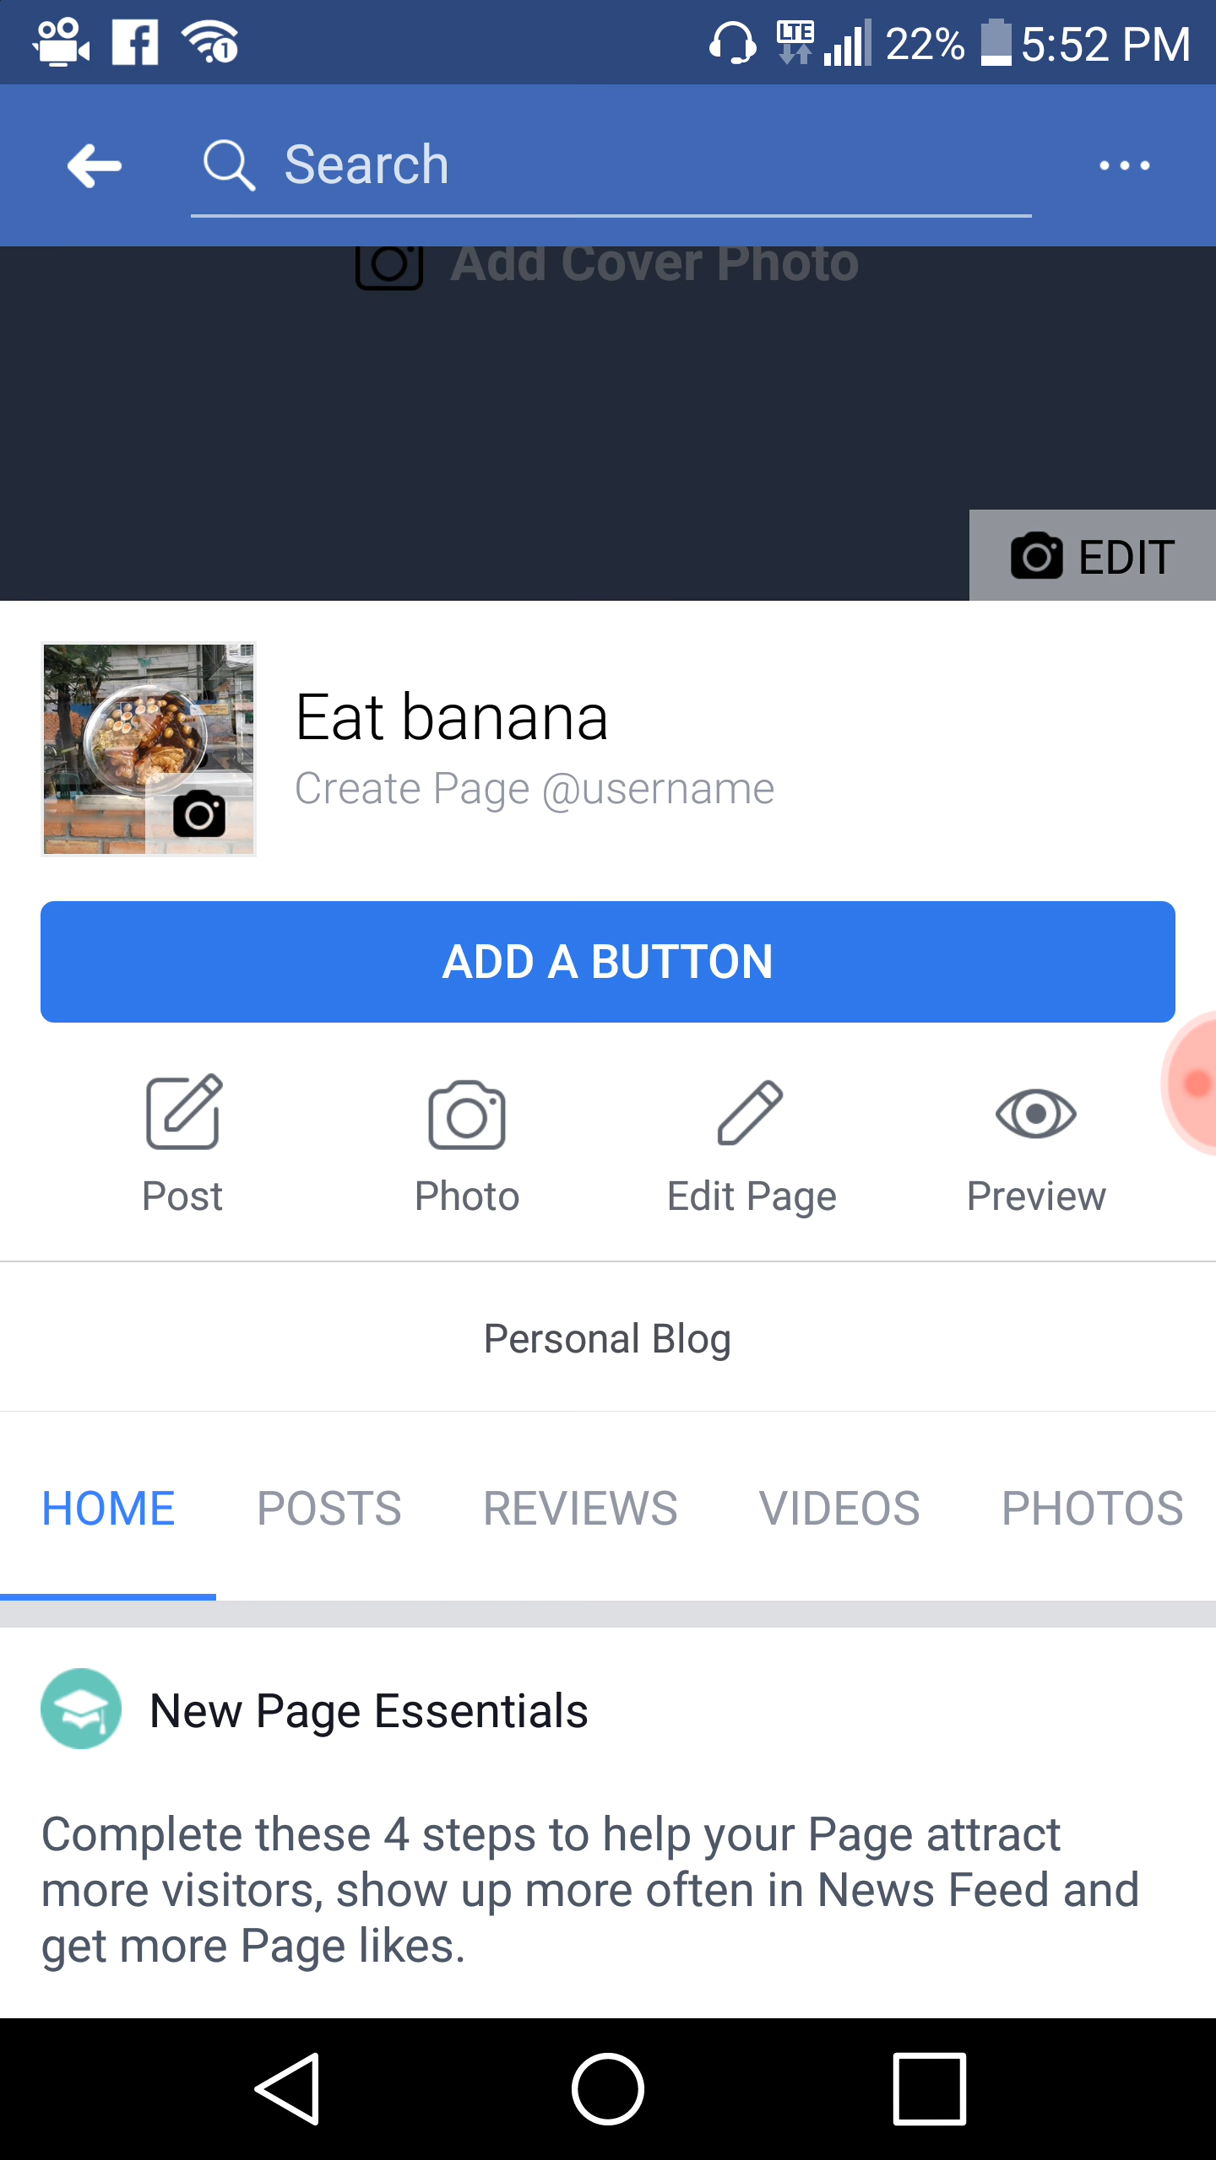 LTE 22% 5:52 PM
Search
Add Cover Photo
EDIT
Eat banana
Create Page @username
ADD A BUTTON
Post Photo Edit Page Preview
Personal Blog
HOME POSTS REVIEWS VIDEOS PHOTOS
New Page Essentials
Complete these 4 steps to help your Page attract
more visitors, show up more often in News Feed and
get more Page likes.